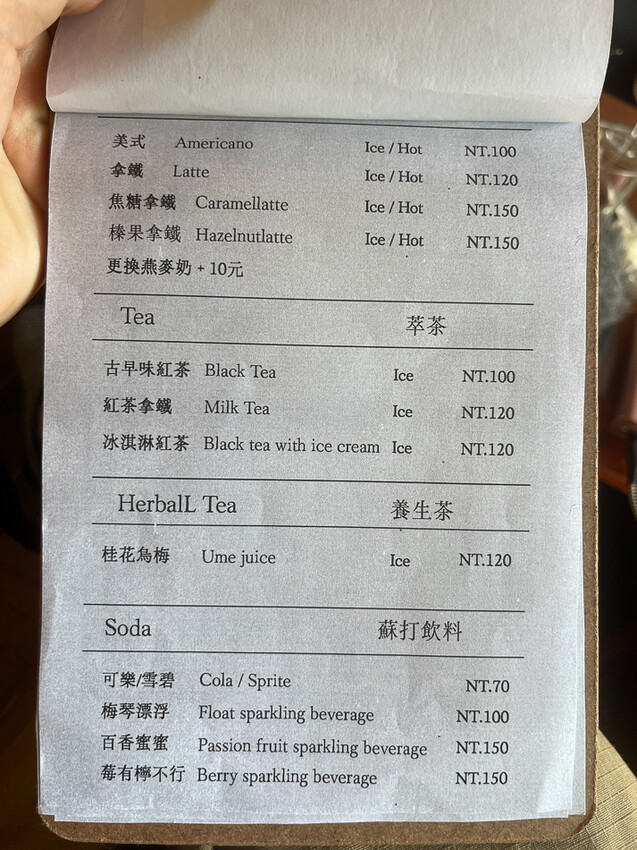 美式 Americano Ice / Hot NT.100
拿鐵 Latte Ice / Hot NT.120
焦糖拿鐵 Caramellatte Ice / Hot NT.150
榛果拿鐵 Hazelnutlatte Ice / Hot NT.150
更換燕麥奶 + 10元
Tea 萃茶
古早味紅茶 Black Tea Ice NT.100
紅茶拿鐵 Milk Tea Ice NT.120
冰淇淋紅茶 Black tea with ice cream Ice NT.120
HerbalL Tea 養生茶
桂花烏梅 Ume juice Ice NT.120
Soda 蘇打飲料
可樂/雪碧 Cola / Sprite NT.70
梅琴漂浮 Float sparkling beverage NT.100
百香蜜蜜 Passion fruit sparkling beverage NT.150
莓有檸不行 Berry sparkling beverage NT.150